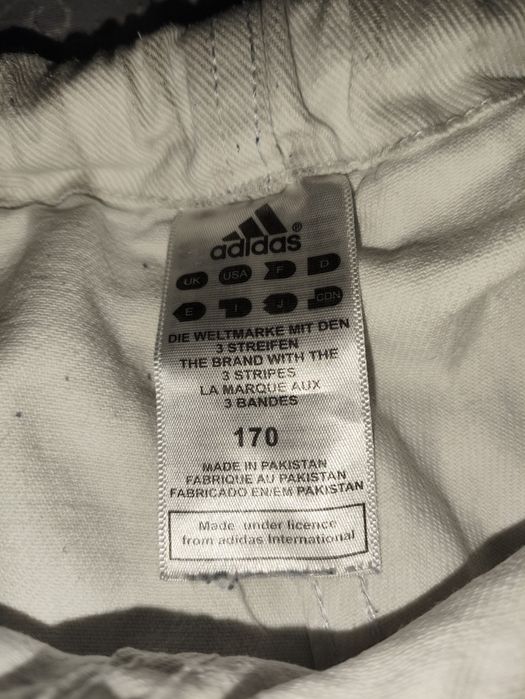 adidas®
UK USA F D
E I J CDN
DIE WELTMARKE MIT DEN
3 STREIFEN
THE BRAND WITH THE
3 STRIPES
LA MARQUE AUX
3 BANDES
170
MADE IN PAKISTAN
FABRIQUE AU PAKISTAN
FABRICADO EN/EM PAKISTAN
Made under licence
from adidas International